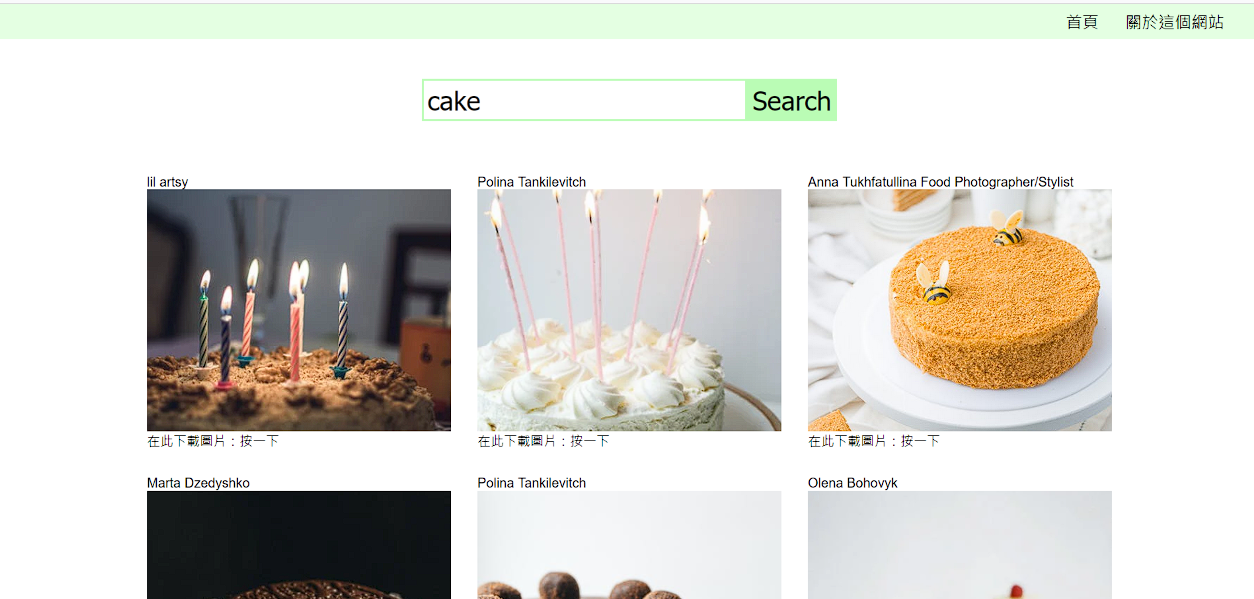 首頁 關於這個網站
cake Search
lil artsy
Polina Tankilevitch
Anna Tukhfatullina Food Photographer/Stylist
在此下載圖片：按一下
在此下載圖片：按一下
在此下載圖片：按一下
Marta Dzedyshko
Polina Tankilevitch
Olena Bohovyk